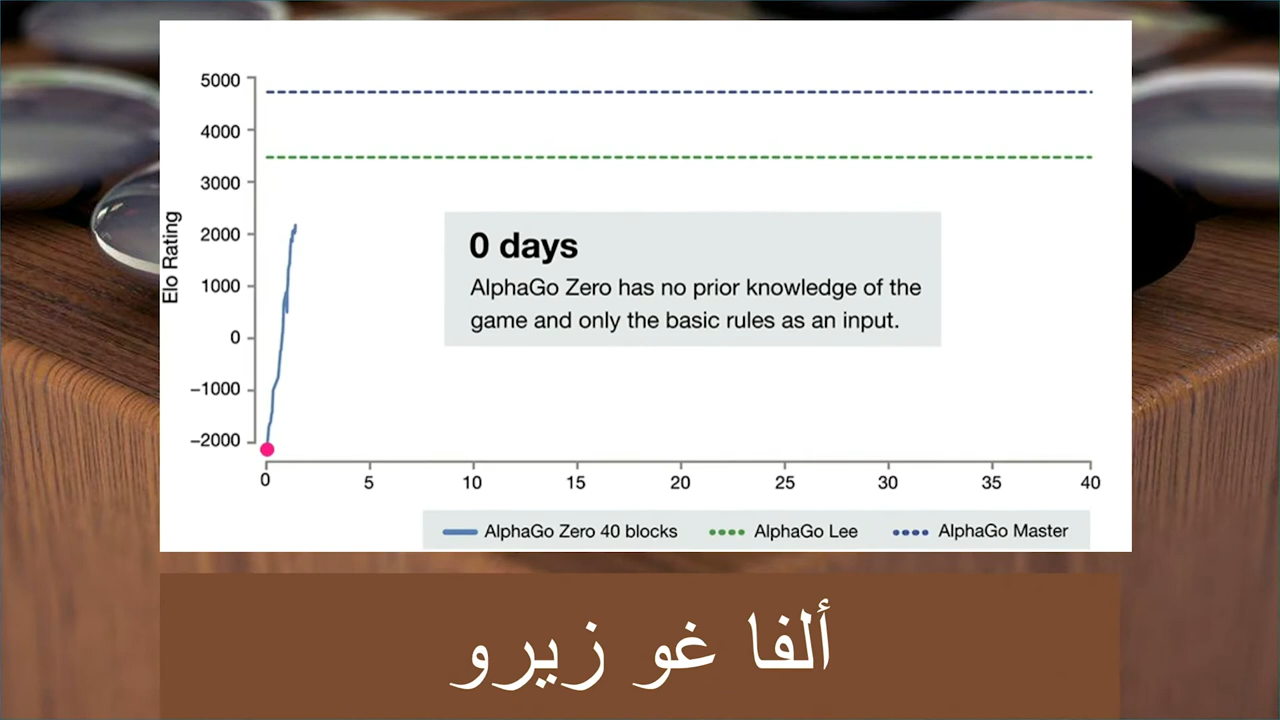 5000
4000
3000
2000
1000
0
−1000
−2000
Elo Rating
0 days
AlphaGo Zero has no prior knowledge of the
game and only the basic rules as an input.
0 5 10 15 20 25 30 35 40
AlphaGo Zero 40 blocks AlphaGo Lee AlphaGo Master
ألفا غو زيرو